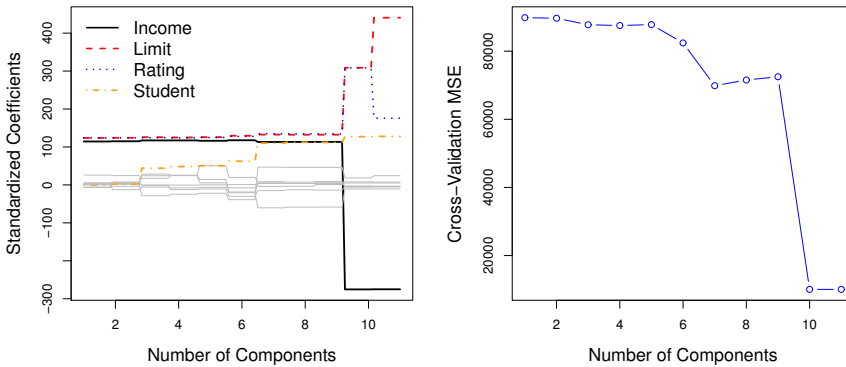 Standardized Coefficients
400
300
200
100
0
-100
-300
Income
Limit
Rating
Student
2
4
6
8
10
Number of Components
Cross-Validation MSE
80000
60000
40000
20000
2
4
6
8
10
Number of Components